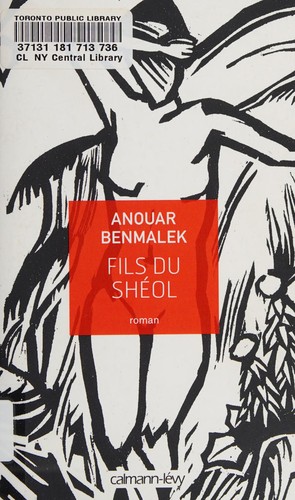 TORONTO PUBLIC LIBRARY
37131 181 713 736
CL NY Central Library
ANOUAR
BENMALEK
FILS DU
SHÉOL
roman
calmann-lévy